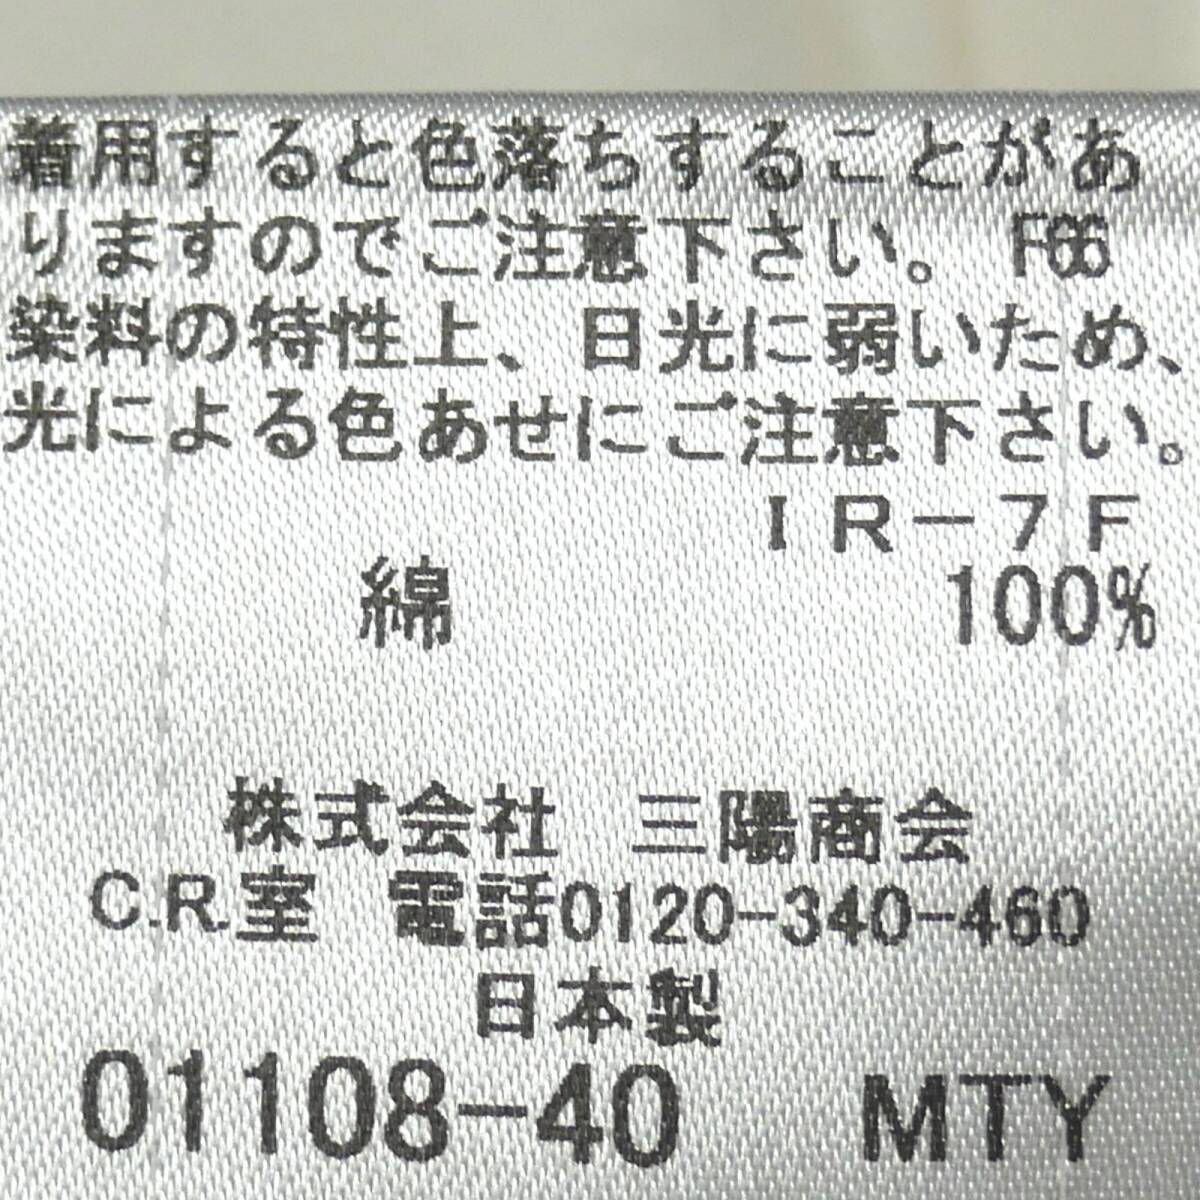 着用すると色落ちすることがあ
りますのでご注意下さい。 F66
染料の特性上、日光に弱いため、
光による色あせにご注意下さい。
IR-7F
綿 100%
株式会社 三陽商会
C.R.室 電話0120-340-460
日本製
01108-40 MTY